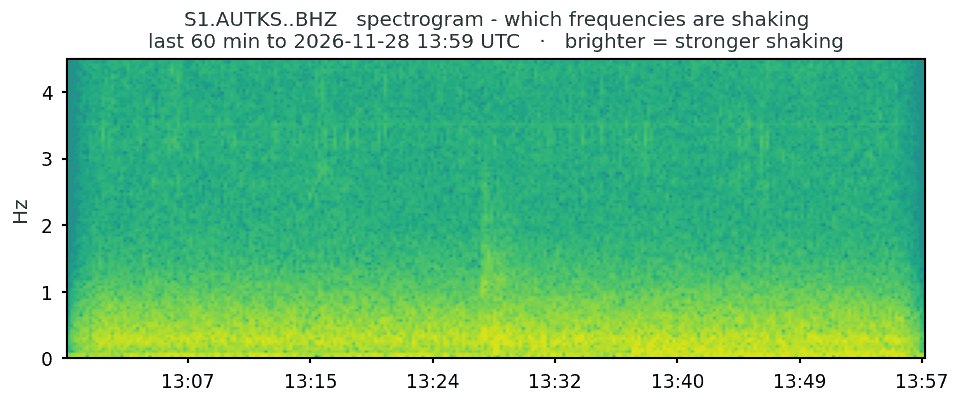 S1.AUTKS..BHZ   spectrogram - which frequencies are shaking
last 60 min to 2026-11-28 13:59 UTC   ·   brighter = stronger shaking
4
3
2
1
0
Hz
13:07 13:15 13:24 13:32 13:40 13:49 13:57